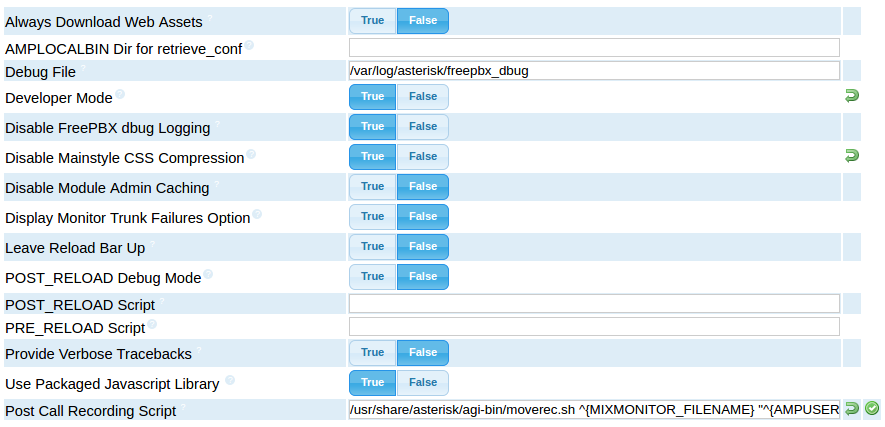 Always Download Web Assets ? True False
AMPLOCALBIN Dir for retrieve_conf ?
Debug File ? /var/log/asterisk/freepbx_dbug
Developer Mode ? True False
Disable FreePBX dbug Logging ? True False
Disable Mainstyle CSS Compression ? True False
Disable Module Admin Caching ? True False
Display Monitor Trunk Failures Option ? True False
Leave Reload Bar Up ? True False
POST_RELOAD Debug Mode ? True False
POST_RELOAD Script ?
PRE_RELOAD Script ?
Provide Verbose Tracebacks ? True False
Use Packaged Javascript Library ? True False
Post Call Recording Script ? /usr/share/asterisk/agi-bin/moverec.sh ^{MIXMONITOR_FILENAME} "^{AMPUSER